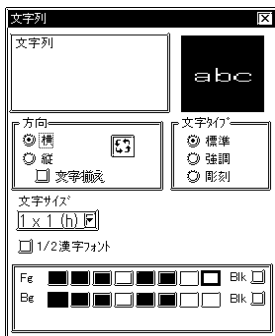 文字列
文字列
abc
方向
横
縦
文字揃え
文字ﾀｲﾌﾟ
標準
強調
彫刻
文字ｻｲｽﾞ
1 x 1 (h)
1/2漢字ﾌｫﾝﾄ
Fg Blk
Bg Blk